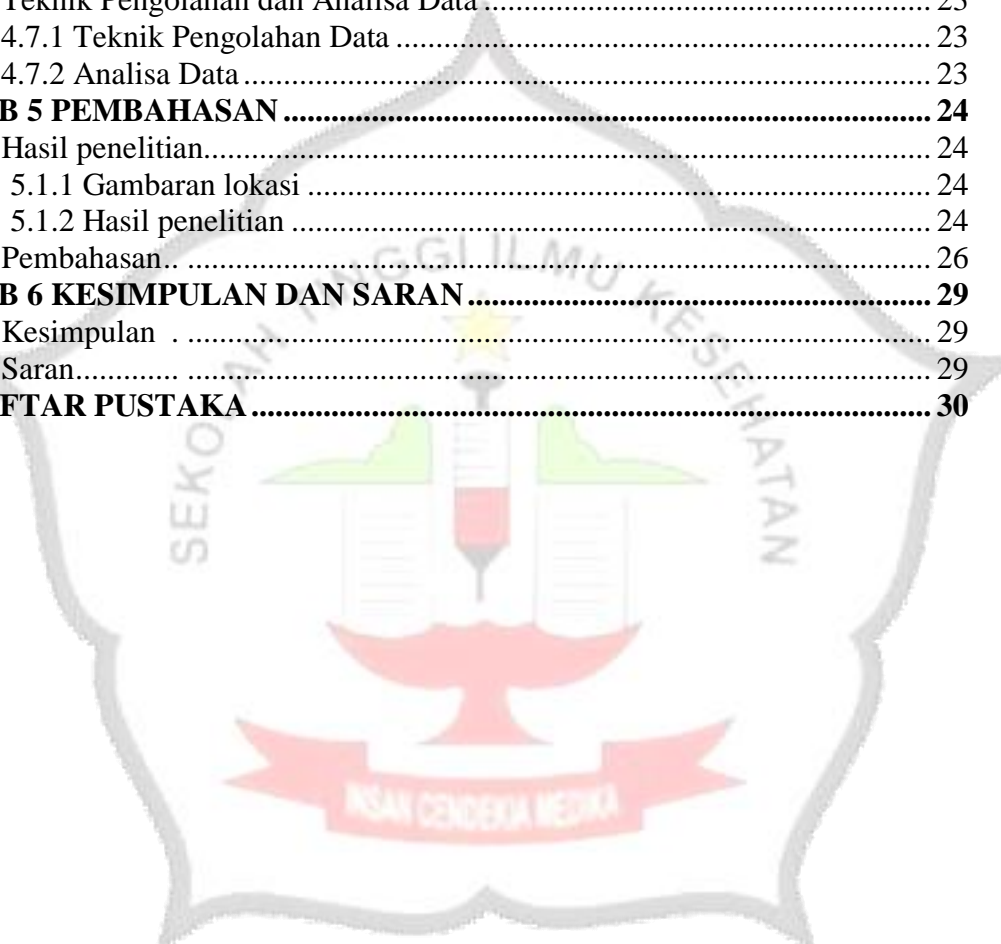 Teknik Pengolahan dan Analisa Data ........................................................ 23
4.7.1 Teknik Pengolahan Data .................................................................... 23
4.7.2 Analisa Data ....................................................................................... 23
B 5 PEMBAHASAN ................................................................................... 24
Hasil penelitian........................................................................................... 24
5.1.1 Gambaran lokasi ................................................................................ 24
5.1.2 Hasil penelitian .................................................................................. 24
Pembahasan.. .............................................................................................. 26
B 6 KESIMPULAN DAN SARAN ........................................................... 29
Kesimpulan . ............................................................................................... 29
Saran............. .............................................................................................. 29
FTAR PUSTAKA ....................................................................................... 30
SEKOLAH TINGGI ILMU KESEHATAN
INSAN CENDEKIA MEDIKA